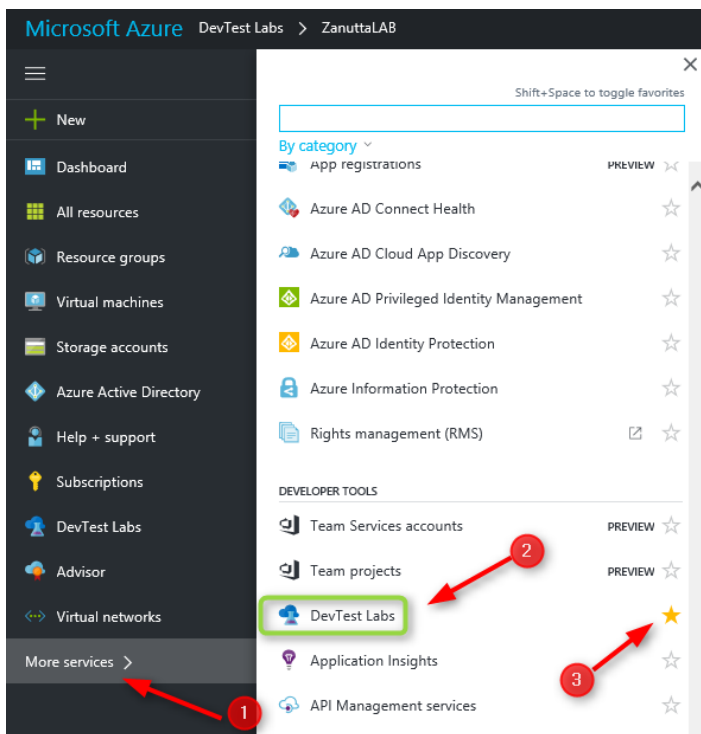 Microsoft Azure DevTest Labs > ZanuttaLAB
Shift+Space to toggle favorites
New
Dashboard
All resources
Resource groups
Virtual machines
Storage accounts
Azure Active Directory
Help + support
Subscriptions
DevTest Labs
Advisor
Virtual networks
More services >
1
By category
App registrations PREVIEW
Azure AD Connect Health
Azure AD Cloud App Discovery
Azure AD Privileged Identity Management
Azure AD Identity Protection
Azure Information Protection
Rights management (RMS)
DEVELOPER TOOLS
Team Services accounts PREVIEW
2
Team projects PREVIEW
DevTest Labs
Application Insights
3
API Management services